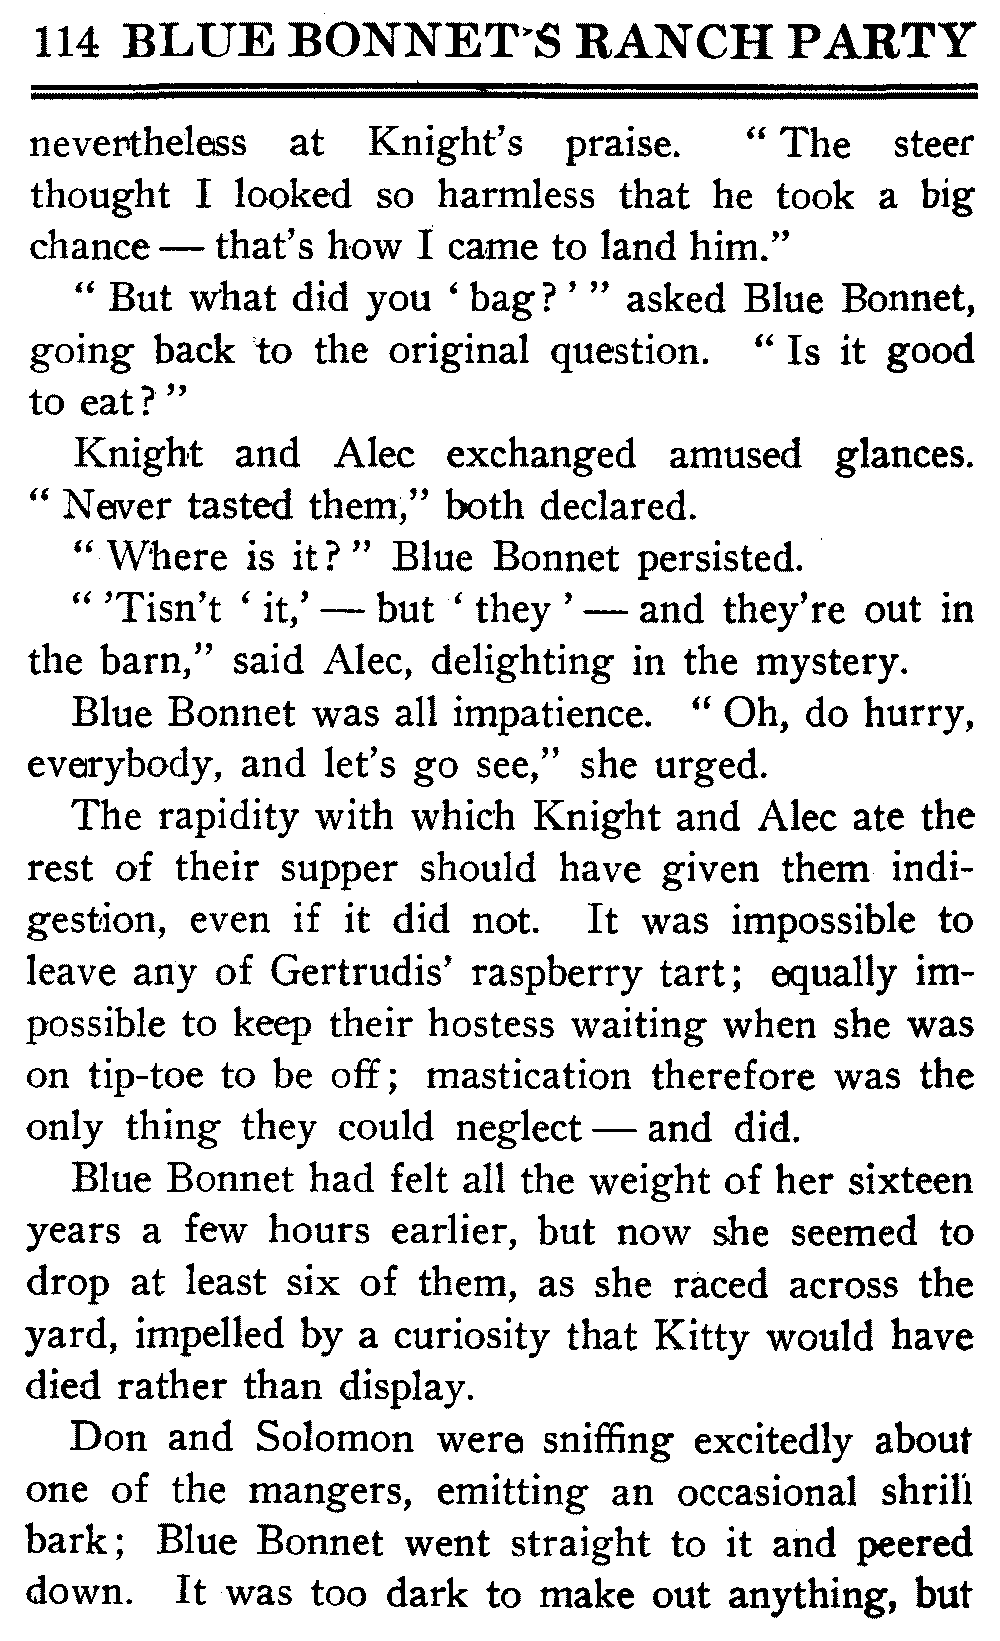 114 BLUE BONNET'S RANCH PARTY
nevertheless at Knight's praise. “ The steer
thought I looked so harmless that he took a big
chance — that's how I came to land him.”
“ But what did you ‘ bag? ’ ” asked Blue Bonnet,
going back to the original question. “ Is it good
to eat? ”
Knight and Alec exchanged amused glances.
“ Never tasted them,” both declared.
“ Where is it? ” Blue Bonnet persisted.
“ ’Tisn't ‘ it,’ — but ‘ they ’ — and they're out in
the barn,” said Alec, delighting in the mystery.
Blue Bonnet was all impatience. “ Oh, do hurry,
everybody, and let's go see,” she urged.
The rapidity with which Knight and Alec ate the
rest of their supper should have given them indi-
gestion, even if it did not. It was impossible to
leave any of Gertrudis' raspberry tart; equally im-
possible to keep their hostess waiting when she was
on tip-toe to be off; mastication therefore was the
only thing they could neglect — and did.
Blue Bonnet had felt all the weight of her sixteen
years a few hours earlier, but now she seemed to
drop at least six of them, as she raced across the
yard, impelled by a curiosity that Kitty would have
died rather than display.
Don and Solomon were sniffing excitedly about
one of the mangers, emitting an occasional shrill
bark; Blue Bonnet went straight to it and peered
down. It was too dark to make out anything, but